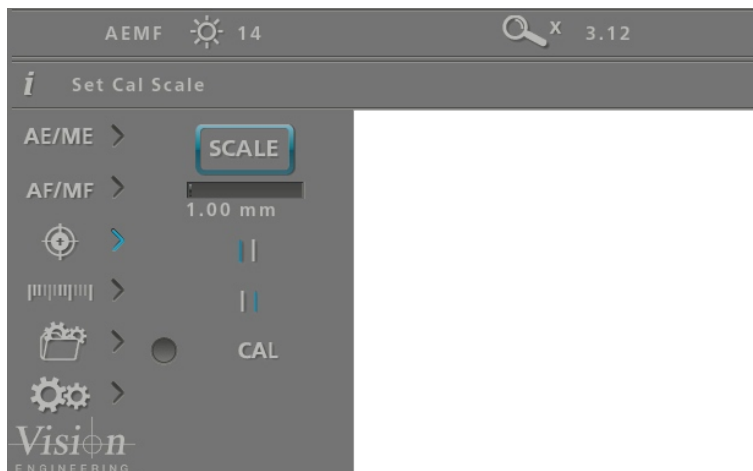 AEMF 14 X 3.12
i Set Cal Scale
AE/ME
SCALE
AF/MF
1.00 mm
CAL
Vision
ENGINEERING